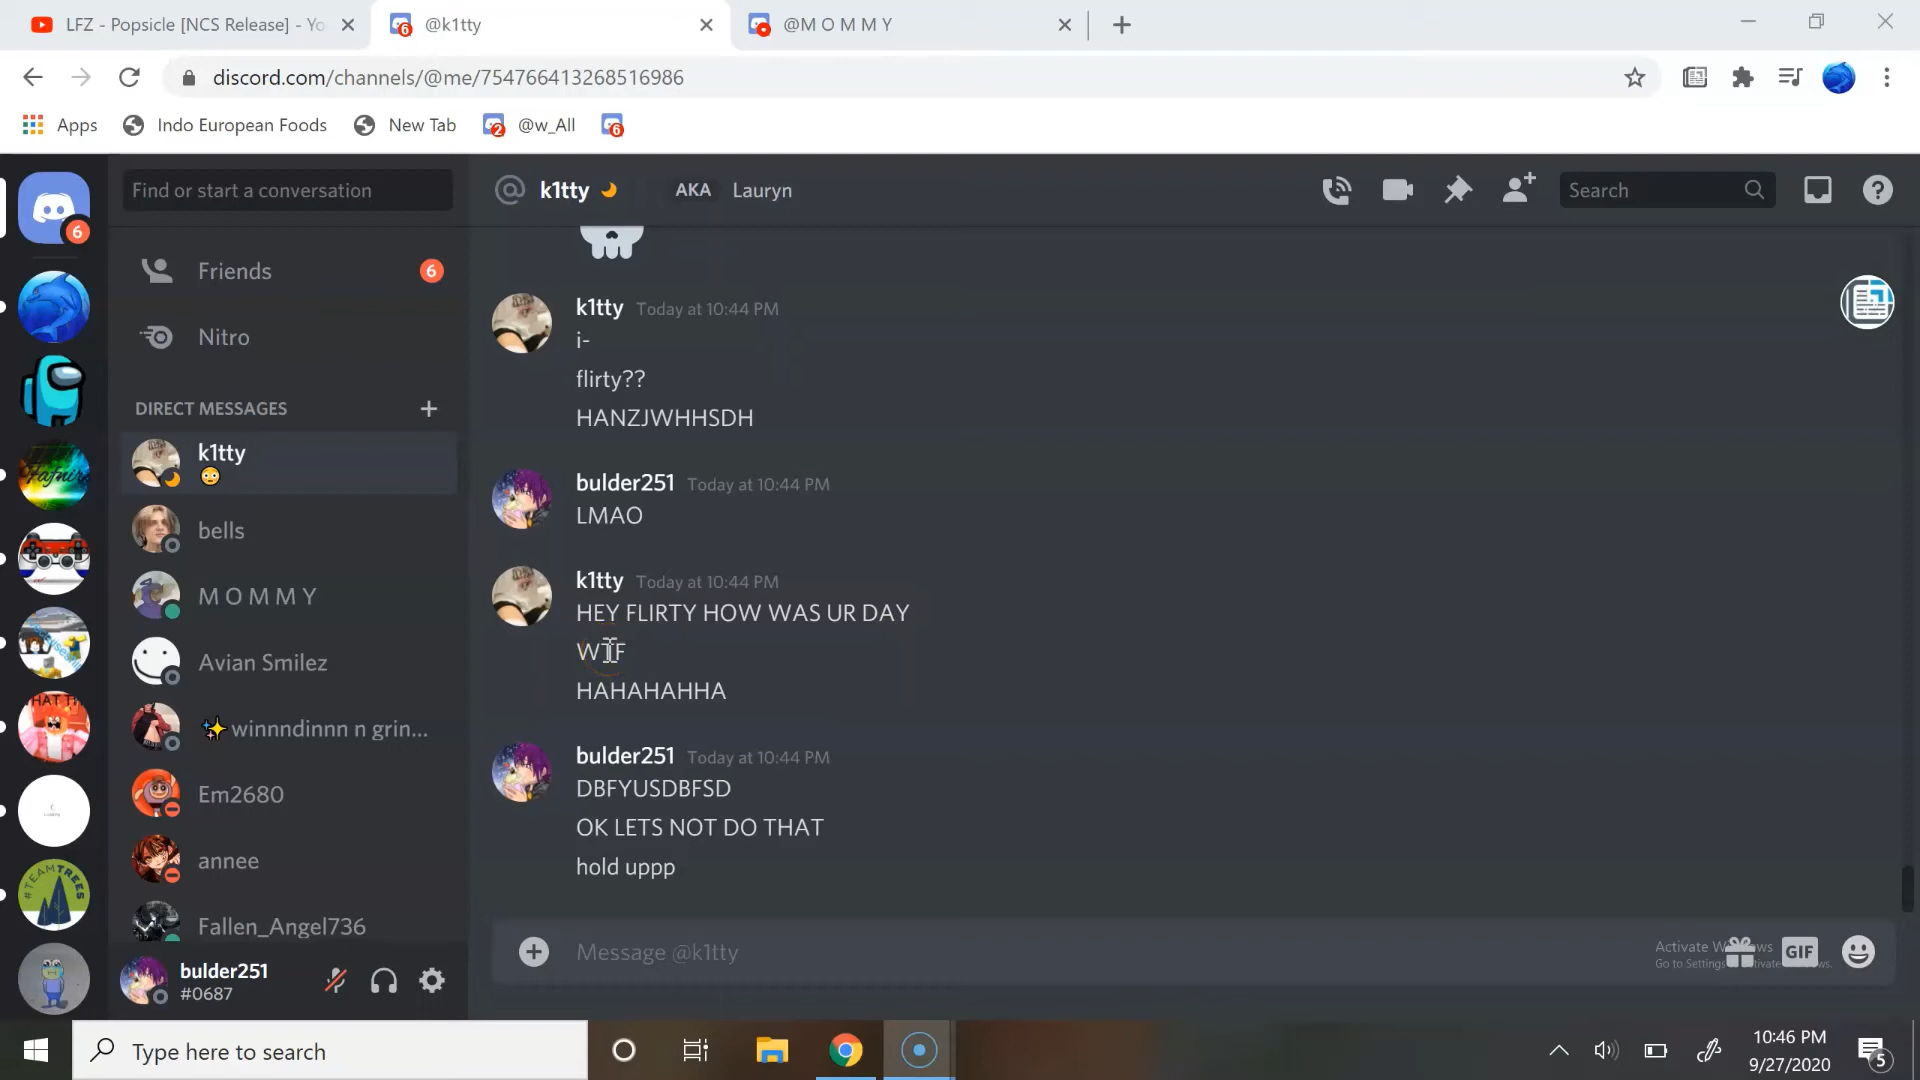 LFZ - Popsicle [NCS Release] - Yo
@k1tty
@M O M M Y
discord.com/channels/@me/754766413268516986
Apps
Indo European Foods
New Tab
@w_All
Find or start a conversation
k1tty
AKA
Lauryn
Search
6
Friends
6
Nitro
DIRECT MESSAGES
k1tty
bells
M O M M Y
Avian Smilez
✨winnndinnn n grin...
Em2680
annee
Fallen_Angel736
bulder251
#0687
k1tty Today at 10:44 PM
i-
flirty??
HANZJWHHSDH
bulder251 Today at 10:44 PM
LMAO
k1tty Today at 10:44 PM
HEY FLIRTY HOW WAS UR DAY
WTF
HAHAHAHHA
bulder251 Today at 10:44 PM
DBFYUSDBFSD
OK LETS NOT DO THAT
hold uppp
Message @k1tty
GIF
#TEAMTREES
Type here to search
10:46 PM
9/27/2020
5